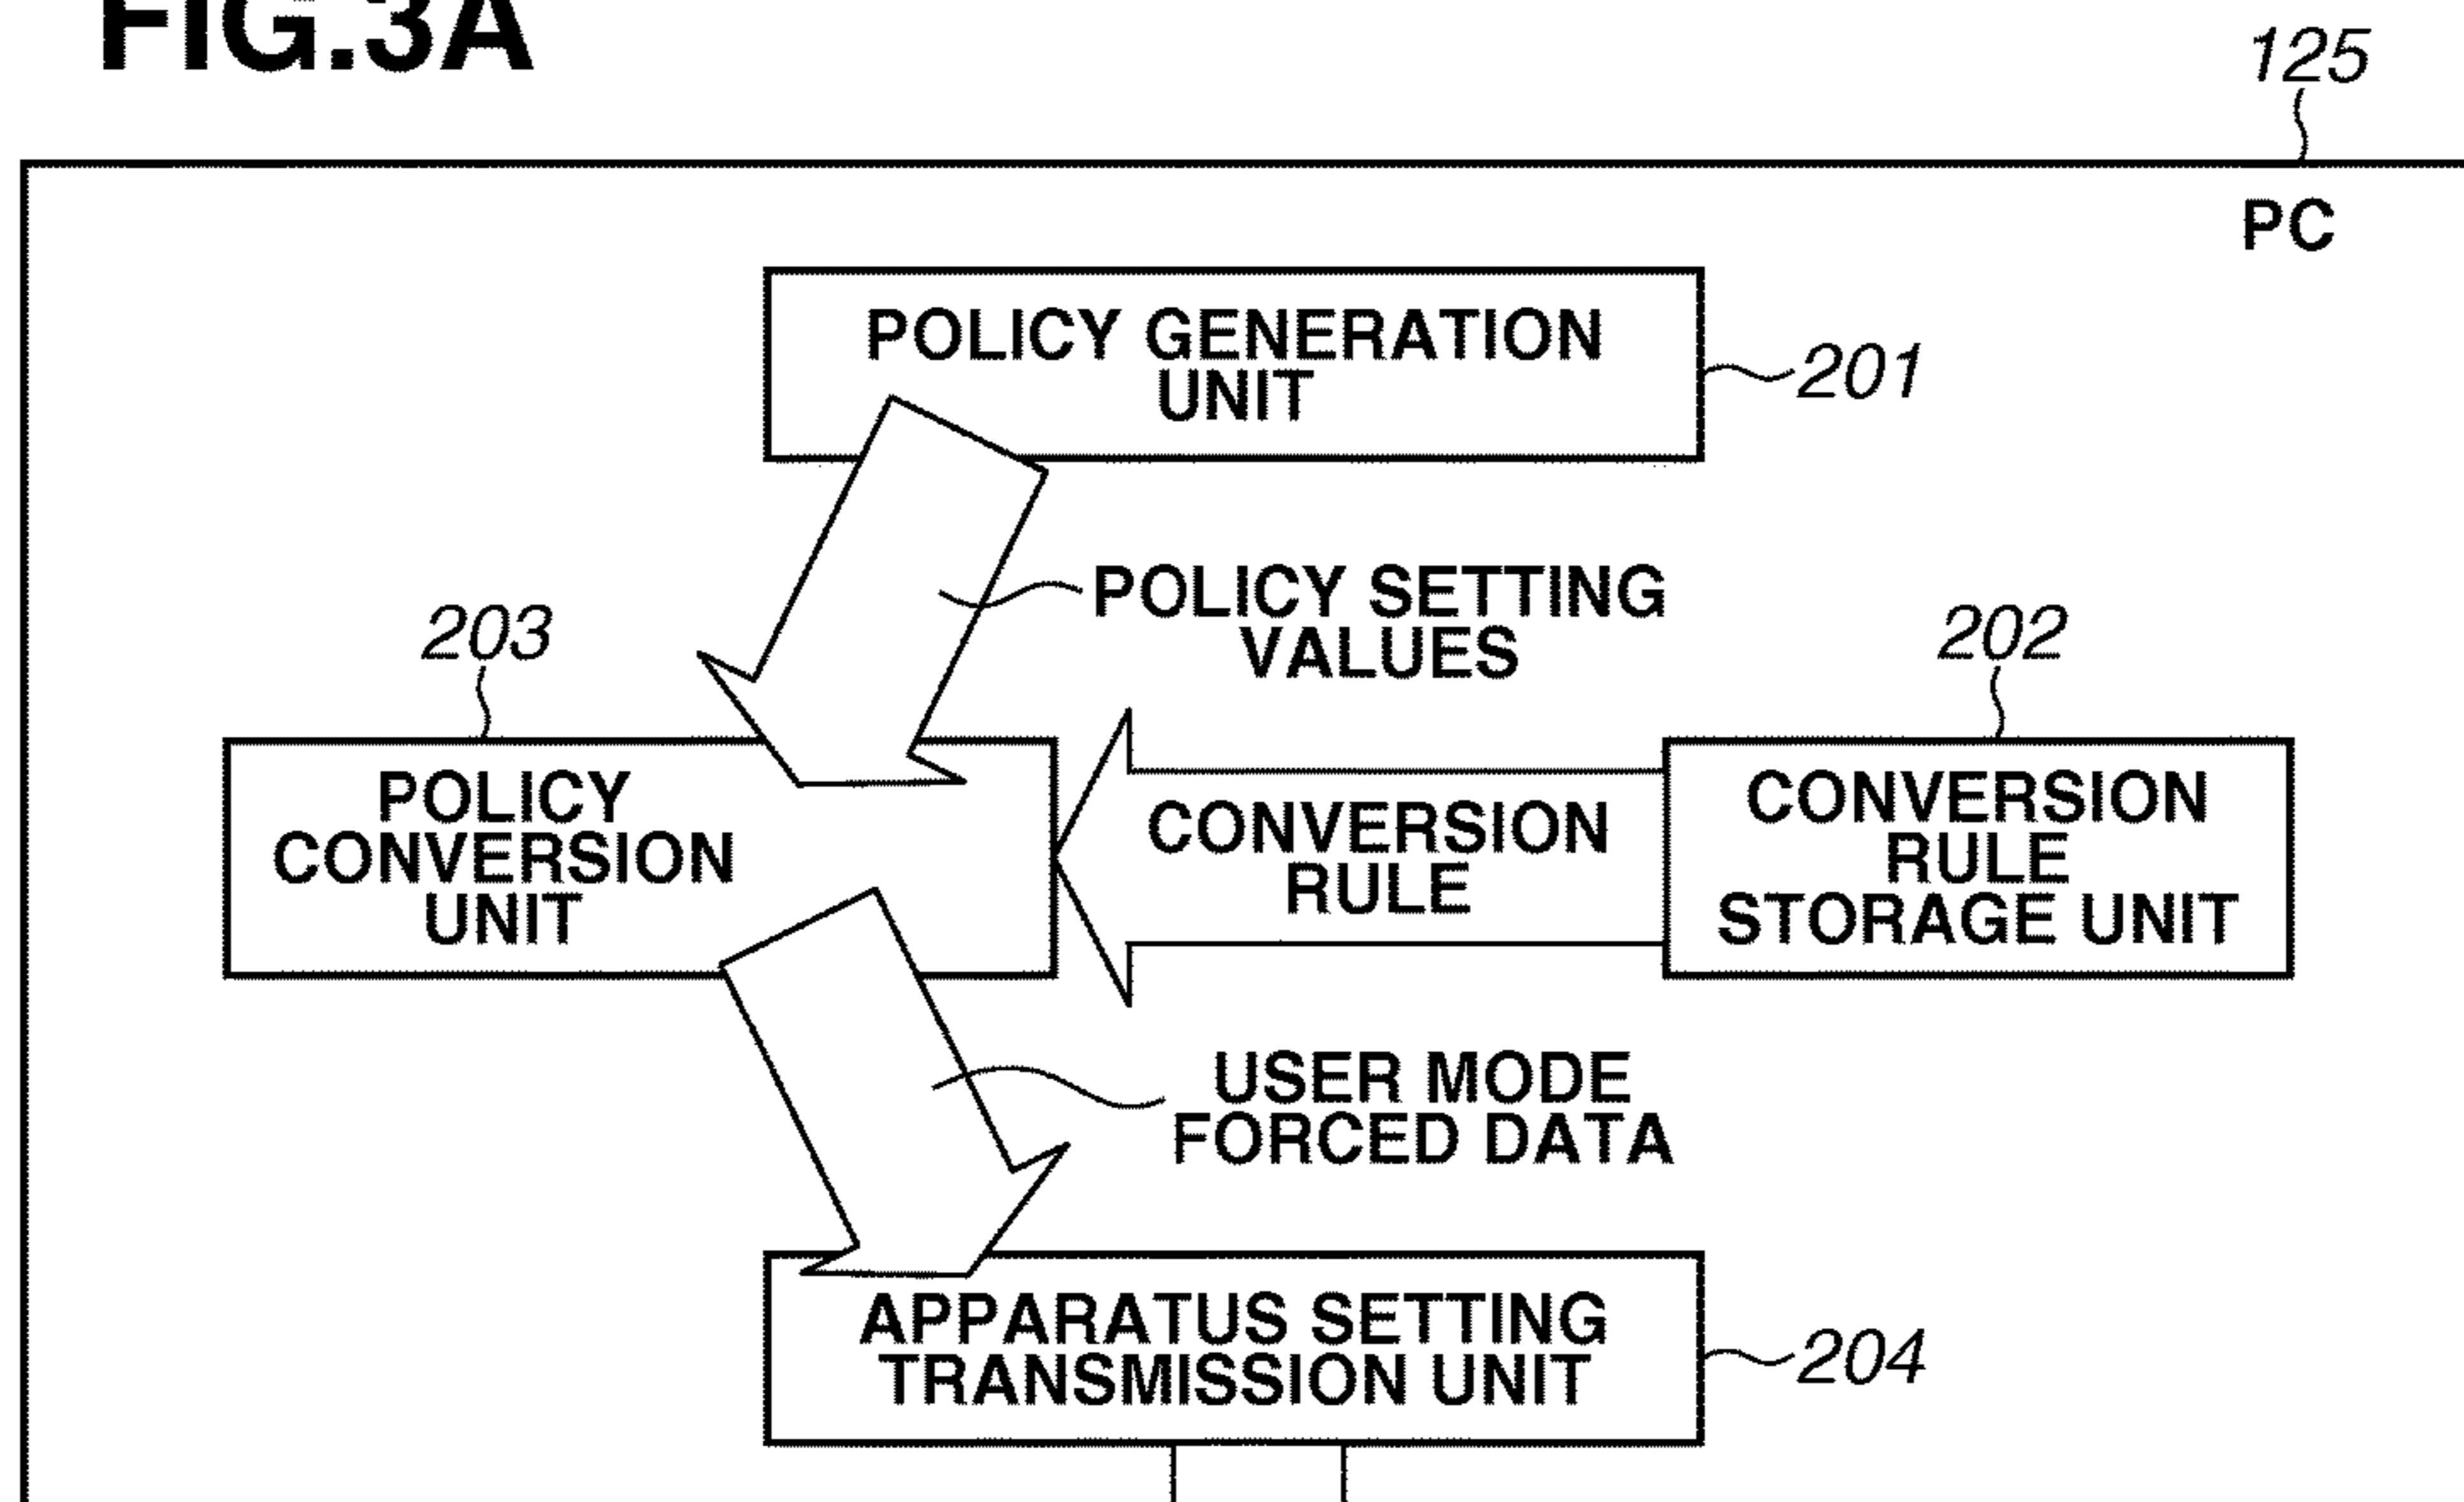 FIG.3A
125
PC
POLICY GENERATION
UNIT
201
POLICY SETTING
VALUES
203
202
POLICY
CONVERSION
UNIT
CONVERSION
RULE
CONVERSION
RULE
STORAGE UNIT
USER MODE
FORCED DATA
APPARATUS SETTING
TRANSMISSION UNIT
204